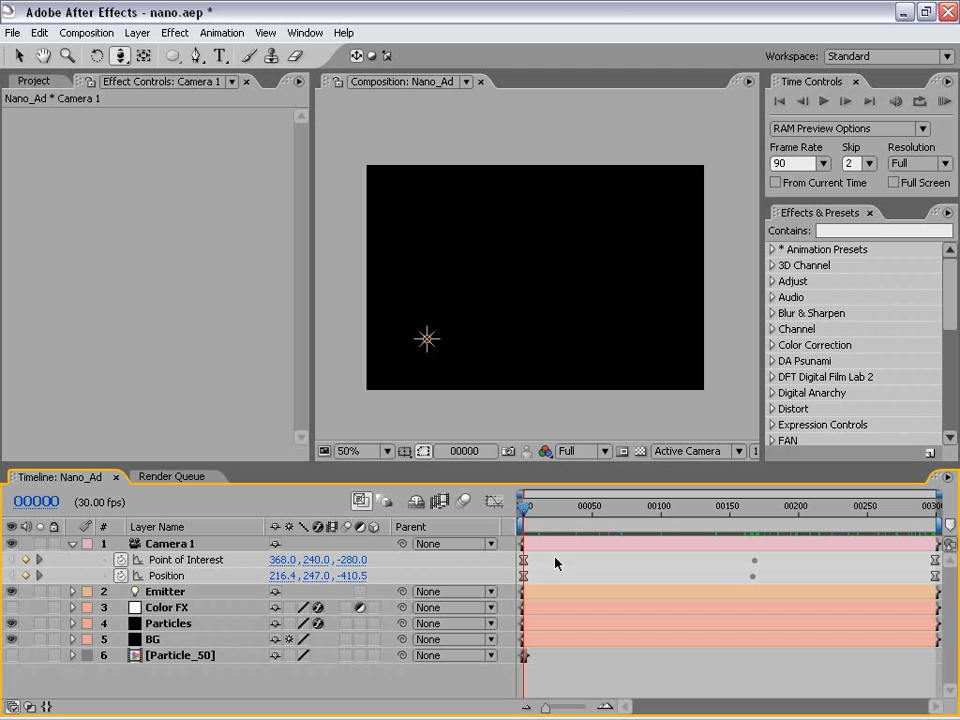 Adobe After Effects - nano.aep *
File Edit Composition Layer Effect Animation View Window Help
Workspace: Standard
Project Effect Controls: Camera 1
Nano_Ad * Camera 1
Composition: Nano_Ad
50% 00000 Full Active Camera 1
Time Controls
RAM Preview Options
Frame Rate Skip Resolution
90 2 Full
From Current Time Full Screen
Effects & Presets
Contains:
* Animation Presets
3D Channel
Adjust
Audio
Blur & Sharpen
Channel
Color Correction
DA Psunami
DFT Digital Film Lab 2
Digital Anarchy
Distort
Expression Controls
FAN
Timeline: Nano_Ad Render Queue
00000 (30.00 fps)
00050 00100 00150 00200 00250 00300
# Layer Name Parent
1 Camera 1 None
Point of Interest 368.0, 240.0, -280.0
Position 216.4, 247.0, -410.5
2 Emitter None
3 Color FX None
4 Particles None
5 BG None
6 [Particle_50] None